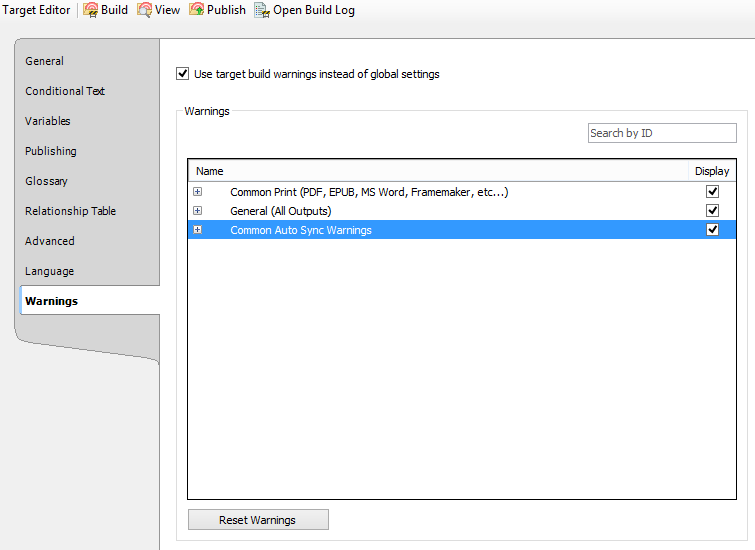 Target Editor Build View Publish Open Build Log
General
Conditional Text
Variables
Publishing
Glossary
Relationship Table
Advanced
Language
Warnings
Use target build warnings instead of global settings
Warnings
Search by ID
Name Display
Common Print (PDF, EPUB, MS Word, Framemaker, etc...)
General (All Outputs)
Common Auto Sync Warnings
Reset Warnings